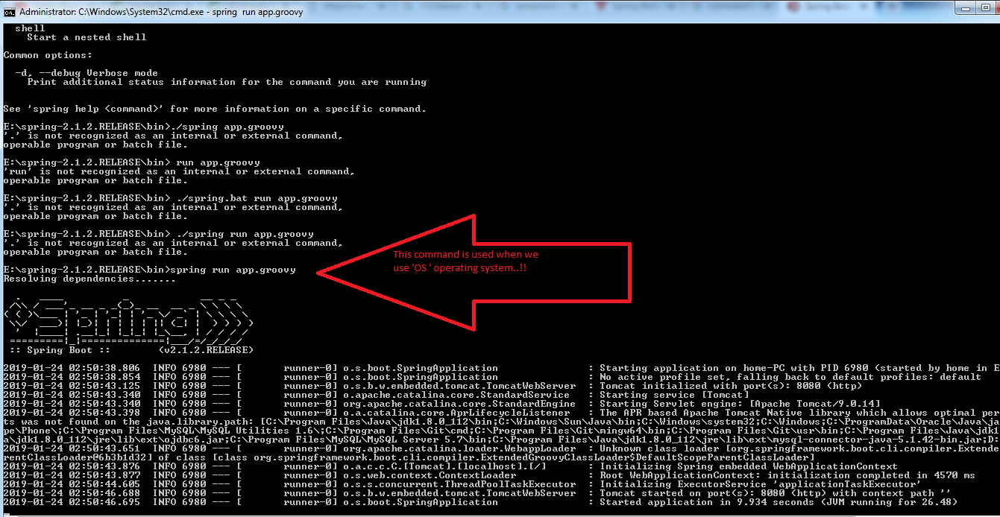 Administrator: C:\Windows\System32\cmd.exe - spring  run app.groovy
  shell
    Start a nested shell
Common options:
  -d, --debug Verbose mode
    Print additional status information for the command you are running
See 'spring help <command>' for more information on a specific command.
E:\spring-2.1.2.RELEASE\bin>./spring app.groovy
'.' is not recognized as an internal or external command,
operable program or batch file.
E:\spring-2.1.2.RELEASE\bin> run app.groovy
'run' is not recognized as an internal or external command,
operable program or batch file.
E:\spring-2.1.2.RELEASE\bin> ./spring.bat run app.groovy
'.' is not recognized as an internal or external command,
operable program or batch file.
E:\spring-2.1.2.RELEASE\bin> ./spring run app.groovy
'.' is not recognized as an internal or external command,
operable program or batch file.
This command is used when we
use 'OS ' operating system..!!
E:\spring-2.1.2.RELEASE\bin>spring run app.groovy
Resolving dependencies.......
Spring
 :: Spring Boot ::        (v2.1.2.RELEASE)
2019-01-24 02:50:38.806  INFO 6980 --- [       runner-0] o.s.boot.SpringApplication               : Starting application on home-PC with PID 6980 (started by home in E
2019-01-24 02:50:38.854  INFO 6980 --- [       runner-0] o.s.boot.SpringApplication               : No active profile set, falling back to default profiles: default
2019-01-24 02:50:43.125  INFO 6980 --- [       runner-0] o.s.b.w.embedded.tomcat.TomcatWebServer  : Tomcat initialized with port(s): 8080 (http)
2019-01-24 02:50:43.340  INFO 6980 --- [       runner-0] o.apache.catalina.core.StandardService   : Starting service [Tomcat]
2019-01-24 02:50:43.340  INFO 6980 --- [       runner-0] org.apache.catalina.core.StandardEngine  : Starting Servlet engine: [Apache Tomcat/9.0.14]
2019-01-24 02:50:43.398  INFO 6980 --- [       runner-0] o.a.catalina.core.AprLifecycleListener   : The APR based Apache Tomcat Native library which allows optimal per
ts was not found on the java.library.path: [C:\Program Files\Java\jdk1.8.0_112\bin;C:\Windows\Sun\Java\bin;C:\Windows\system32;C:\Windows;C:\ProgramData\Oracle\Java\ja
pe\Phone\;C:\Program Files\MySQL\MySQL Utilities 1.6\;C:\Program Files\Git\cmd;C:\Program Files\Git\mingw64\bin;C:\Program Files\Git\usr\bin;C:\Program Files\Java\jdk1
a\jdk1.8.0_112\jre\lib\ext\ojdbc6.jar;C:\Program Files\MySQL\MySQL Server 5.7\bin;C:\Program Files\Java\jdk1.8.0_112\jre\lib\ext\mysql-connector-java-5.1.42-bin.jar;D:
2019-01-24 02:50:43.651  INFO 6980 --- [       runner-0] org.apache.catalina.loader.WebappLoader  : Unknown class loader [org.springframework.boot.cli.compiler.Extende
rentClassLoader@6b3b1d32] of class [class org.springframework.boot.cli.compiler.ExtendedGroovyClassLoader$DefaultScopeParentClassLoader]
2019-01-24 02:50:43.876  INFO 6980 --- [       runner-0] o.a.c.c.C.[Tomcat].[localhost].[/]       : Initializing Spring embedded WebApplicationContext
2019-01-24 02:50:43.877  INFO 6980 --- [       runner-0] o.s.web.context.ContextLoader            : Root WebApplicationContext: initialization completed in 4570 ms
2019-01-24 02:50:44.605  INFO 6980 --- [       runner-0] o.s.s.concurrent.ThreadPoolTaskExecutor  : Initializing ExecutorService 'applicationTaskExecutor'
2019-01-24 02:50:46.688  INFO 6980 --- [       runner-0] o.s.b.w.embedded.tomcat.TomcatWebServer  : Tomcat started on port(s): 8080 (http) with context path ''
2019-01-24 02:50:46.695  INFO 6980 --- [       runner-0] o.s.boot.SpringApplication               : Started application in 9.934 seconds (JVM running for 26.48)